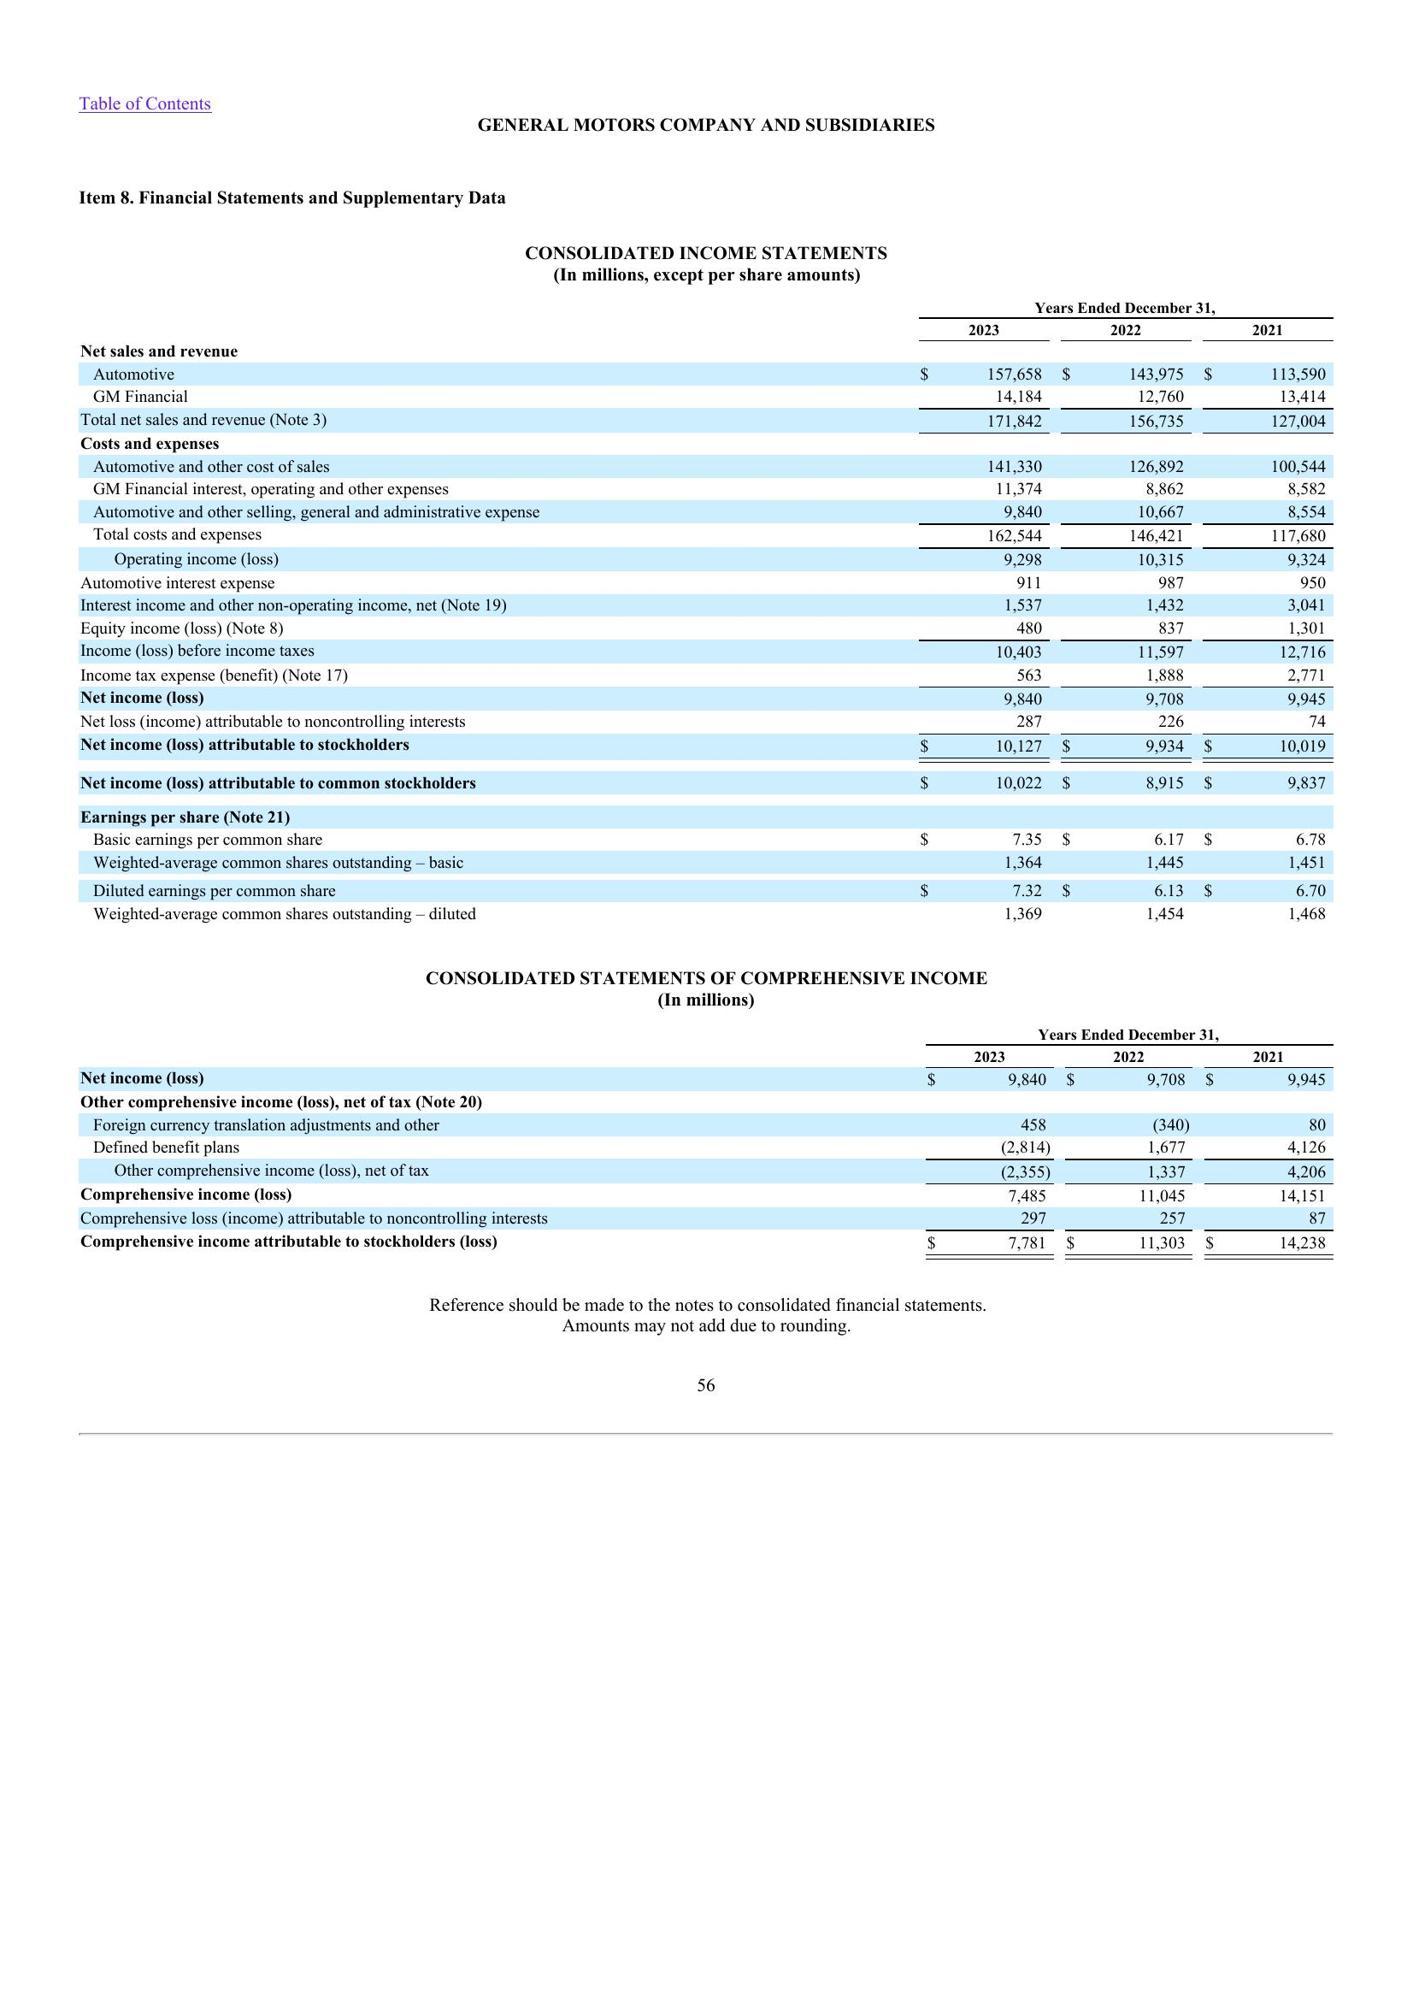 Table of Contents
GENERAL MOTORS COMPANY AND SUBSIDIARIES
Item 8. Financial Statements and Supplementary Data
CONSOLIDATED INCOME STATEMENTS
(In millions, except per share amounts)
Years Ended December 31,
2023 2022 2021
Net sales and revenue
Automotive $ 157,658 $ 143,975 $ 113,590
GM Financial 14,184 12,760 13,414
Total net sales and revenue (Note 3) 171,842 156,735 127,004
Costs and expenses
Automotive and other cost of sales 141,330 126,892 100,544
GM Financial interest, operating and other expenses 11,374 8,862 8,582
Automotive and other selling, general and administrative expense 9,840 10,667 8,554
Total costs and expenses 162,544 146,421 117,680
Operating income (loss) 9,298 10,315 9,324
Automotive interest expense 911 987 950
Interest income and other non-operating income, net (Note 19) 1,537 1,432 3,041
Equity income (loss) (Note 8) 480 837 1,301
Income (loss) before income taxes 10,403 11,597 12,716
Income tax expense (benefit) (Note 17) 563 1,888 2,771
Net income (loss) 9,840 9,708 9,945
Net loss (income) attributable to noncontrolling interests 287 226 74
Net income (loss) attributable to stockholders $ 10,127 $ 9,934 $ 10,019
Net income (loss) attributable to common stockholders $ 10,022 $ 8,915 $ 9,837
Earnings per share (Note 21)
Basic earnings per common share $ 7.35 $ 6.17 $ 6.78
Weighted-average common shares outstanding – basic 1,364 1,445 1,451
Diluted earnings per common share $ 7.32 $ 6.13 $ 6.70
Weighted-average common shares outstanding – diluted 1,369 1,454 1,468
CONSOLIDATED STATEMENTS OF COMPREHENSIVE INCOME
(In millions)
Years Ended December 31,
2023 2022 2021
Net income (loss) $ 9,840 $ 9,708 $ 9,945
Other comprehensive income (loss), net of tax (Note 20)
Foreign currency translation adjustments and other 458 (340) 80
Defined benefit plans (2,814) 1,677 4,126
Other comprehensive income (loss), net of tax (2,355) 1,337 4,206
Comprehensive income (loss) 7,485 11,045 14,151
Comprehensive loss (income) attributable to noncontrolling interests 297 257 87
Comprehensive income attributable to stockholders (loss) $ 7,781 $ 11,303 $ 14,238
Reference should be made to the notes to consolidated financial statements.
Amounts may not add due to rounding.
56